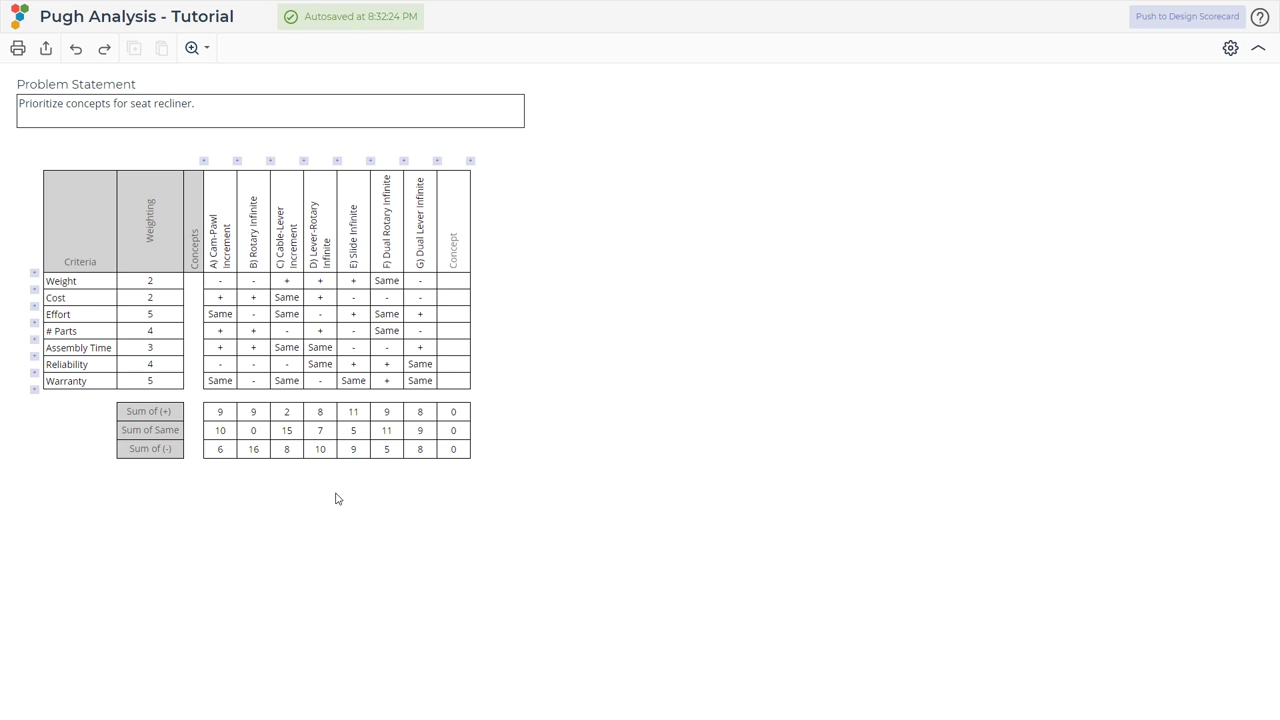 Pugh Analysis - Tutorial
Autosaved at 8:32:24 PM
Push to Design Scorecard
?
Problem Statement
Prioritize concepts for seat recliner.
Criteria
Weighting
Concepts
A) Cam-Pawl
Increment
B) Rotary Infinite
C) Cable-Lever
Increment
D) Lever-Rotary
Infinite
E) Slide Infinite
F) Dual Rotary Infinite
G) Dual Lever Infinite
Concept
Weight 2 - - + + + Same -
Cost 2 + + Same + - - -
Effort 5 Same - Same - + Same +
# Parts 4 + + - + - Same -
Assembly Time 3 + + Same Same - - +
Reliability 4 - - - Same + + Same
Warranty 5 Same - Same - Same + Same
Sum of (+) 9 9 2 8 11 9 8 0
Sum of Same 10 0 15 7 5 11 9 0
Sum of (-) 6 16 8 10 9 5 8 0